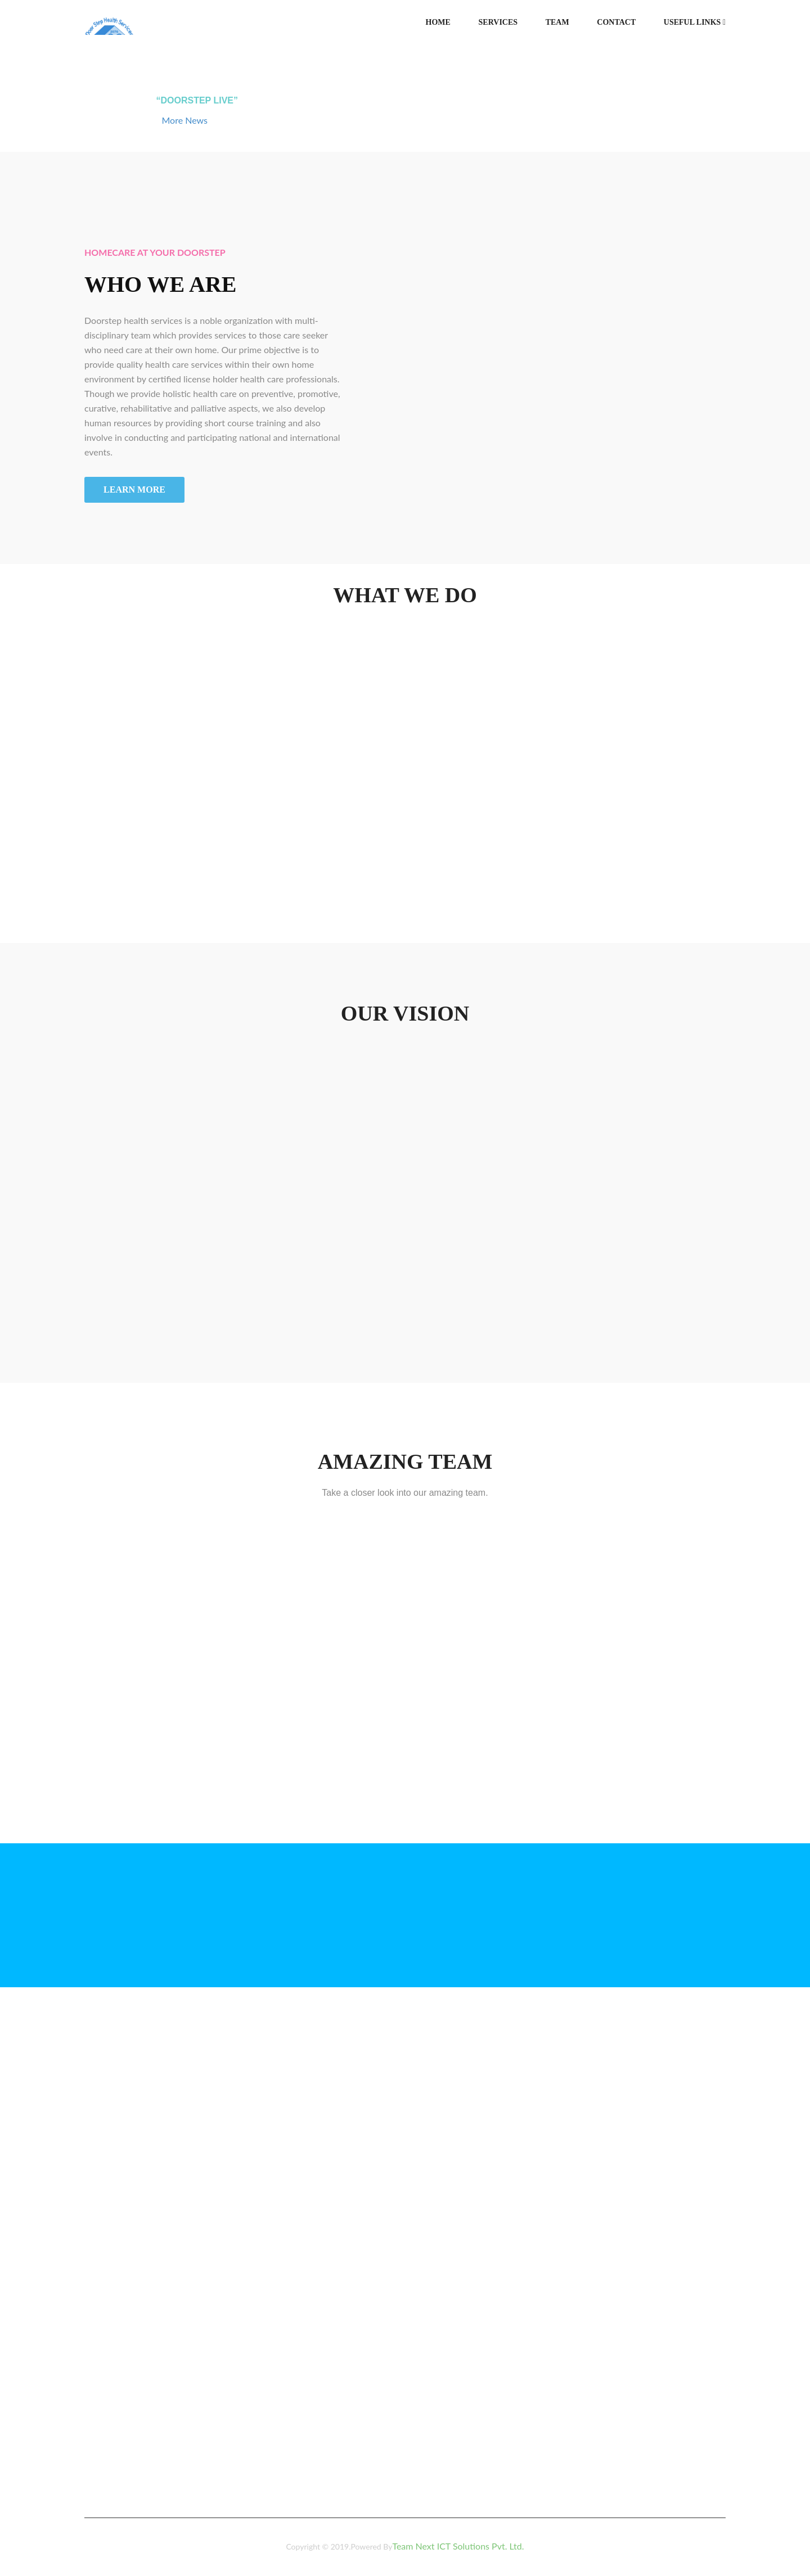 Door Step Health Services
HOME
SERVICES
TEAM
CONTACT
USEFUL LINKS
“DOORSTEP LIVE”
More News
HOMECARE AT YOUR DOORSTEP
WHO WE ARE
Doorstep health services is a noble organization with multi-
disciplinary team which provides services to those care seeker
who need care at their own home. Our prime objective is to
provide quality health care services within their own home
environment by certified license holder health care professionals.
Though we provide holistic health care on preventive, promotive,
curative, rehabilitative and palliative aspects, we also develop
human resources by providing short course training and also
involve in conducting and participating national and international
events.
LEARN MORE
WHAT WE DO
OUR VISION
AMAZING TEAM
Take a closer look into our amazing team.
Copyright © 2019.Powered ByTeam Next ICT Solutions Pvt. Ltd.